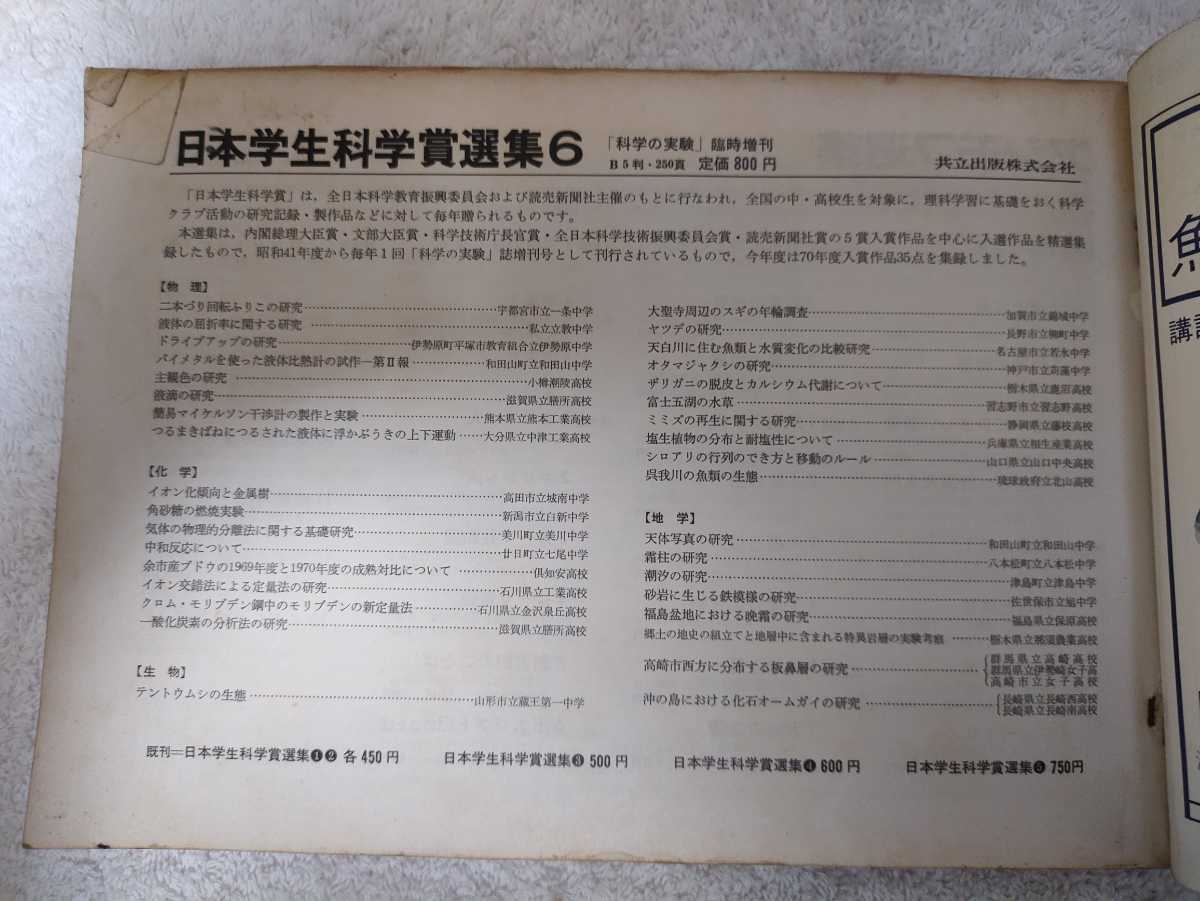 日本学生科学賞選集6 「科学の実験」臨時増刊
B5判・250頁 定価800円 共立出版株式会社
「日本学生科学賞」は,全日本科学教育振興委員会および読売新聞社主催のもとに行なわれ,全国の中・高校生を対象に,理科学習に基礎をおく科学
クラブ活動の研究記録・製作品などに対して毎年贈られるものです。
本選集は,内閣総理大臣賞・文部大臣賞・科学技術庁長官賞・全日本科学技術振興委員会賞・読売新聞社賞の5賞入賞作品を中心に入選作品を精選集
録したもので,昭和41年度から毎年1回「科学の実験」誌増刊号として刊行されているもので,今年度は70年度入賞作品35点を集録しました。
【物理】
二本づり回転ふりこの研究……宇都宮市立一条中学
液体の屈折率に関する研究……私立立教中学
ドライブアップの研究……伊勢原町平塚市教育組合立伊勢原中学
バイメタルを使った液体比熱計の試作—第Ⅱ報……和田山町立和田山中学
主観色の研究……小樽潮陵高校
液滴の研究……滋賀県立膳所高校
簡易マイケルソン干渉計の製作と実験……熊本県立熊本工業高校
つるまきばねにつるされた液体に浮かぶうきの上下運動……大分県立中津工業高校
【化学】
イオン化傾向と金属樹……高田市立城南中学
角砂糖の燃焼実験……新潟市立白新中学
気体の物理的分離法に関する基礎研究……美川町立美川中学
中和反応について……廿日町立七尾中学
余市産ブドウの1969年度と1970年度の成熟対比について……倶知安高校
イオン交錯法による定量法の研究……石川県立工業高校
クロム・モリブデン鋼中のモリブデンの新定量法……石川県立金沢泉丘高校
一酸化炭素の分析法の研究……滋賀県立膳所高校
【生物】
テントウムシの生態……山形市立蔵王第一中学
大聖寺周辺のスギの年輪調査……加賀市立錦城中学
ヤツデの研究……長野市立柳町中学
天白川に住む魚類と水質変化の比較研究……名古屋市立若水中学
オタマジャクシの研究……神戸市立苅藻中学
ザリガニの脱皮とカルシウム代謝について……栃木県立鹿沼高校
富士五湖の水草……習志野市立習志野高校
ミミズの再生に関する研究……静岡県立藤枝高校
塩生植物の分布と耐塩性について……兵庫県立相生産業高校
シロアリの行列のでき方と移動のルール……山口県立山口中央高校
呉我川の魚類の生態……琉球政府立北山高校
【地学】
天体写真の研究……和田山町立和田山中学
霜柱の研究……八本松町立八本松中学
潮汐の研究……津島町立津島中学
砂岩に生じる鉄模様の研究……佐世保市立旭中学
福島盆地における晩霜の研究……福島県立保原高校
郷土の地史の組立てと地層中に含まれる特異岩層の実験考察……栃木県立那須農業高校
高崎市西方に分布する板鼻層の研究……群馬県立高崎高校
群馬県立伊勢崎女子高
高崎市立女子高校
沖の島における化石オームガイの研究……長崎県立長崎西高校
長崎県立長崎南高校
既刊=日本学生科学賞選集❶❷ 各450円 日本学生科学賞選集❸ 500円 日本学生科学賞選集❹ 600円 日本学生科学賞選集❺ 750円
魚
講